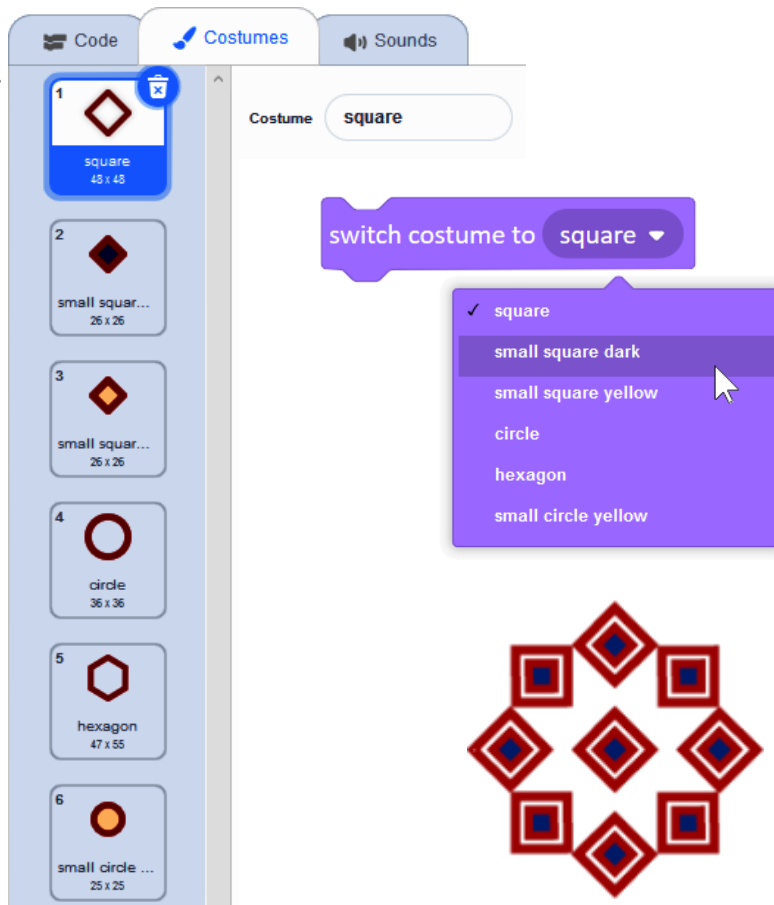 Code
Costumes
Sounds
1
square
48 x 48
2
small squar...
26 x 26
3
small squar...
26 x 26
4
circle
36 x 36
5
hexagon
47 x 55
6
small circle ...
25 x 25
Costume
square
switch costume to square
square
small square dark
small square yellow
circle
hexagon
small circle yellow